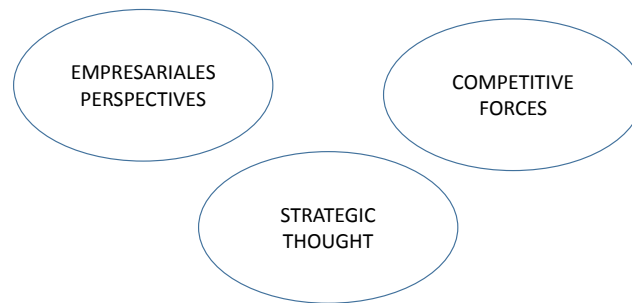 EMPRESARIALES
PERSPECTIVES
COMPETITIVE
FORCES
STRATEGIC
THOUGHT